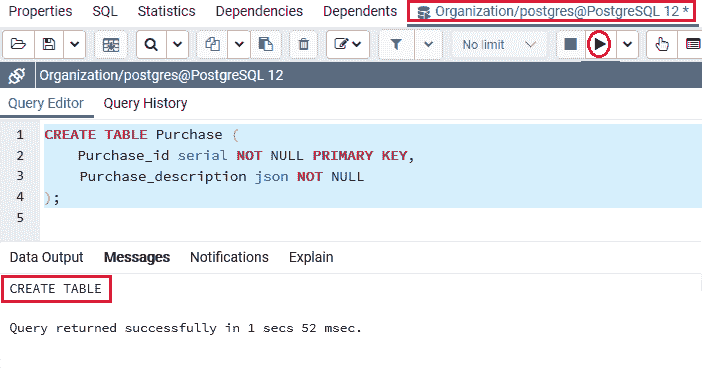 Properties SQL Statistics Dependencies Dependents Organization/postgres@PostgreSQL 12 *
No limit
Organization/postgres@PostgreSQL 12
Query Editor Query History
1 CREATE TABLE Purchase (
2 Purchase_id serial NOT NULL PRIMARY KEY,
3 Purchase_description json NOT NULL
4 );
5
Data Output Messages Notifications Explain
CREATE TABLE
Query returned successfully in 1 secs 52 msec.